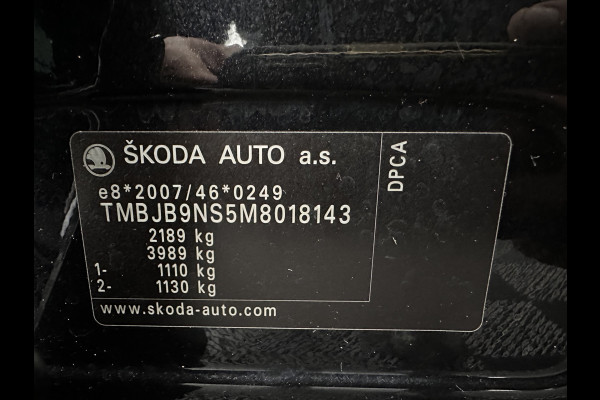 ŠKODA AUTO a.s.
DPCA
e8*2007/46*0249
TMBJB9NS5M8018143
2189 kg
3989 kg
1- 1110 kg
2- 1130 kg
www.skoda-auto.com